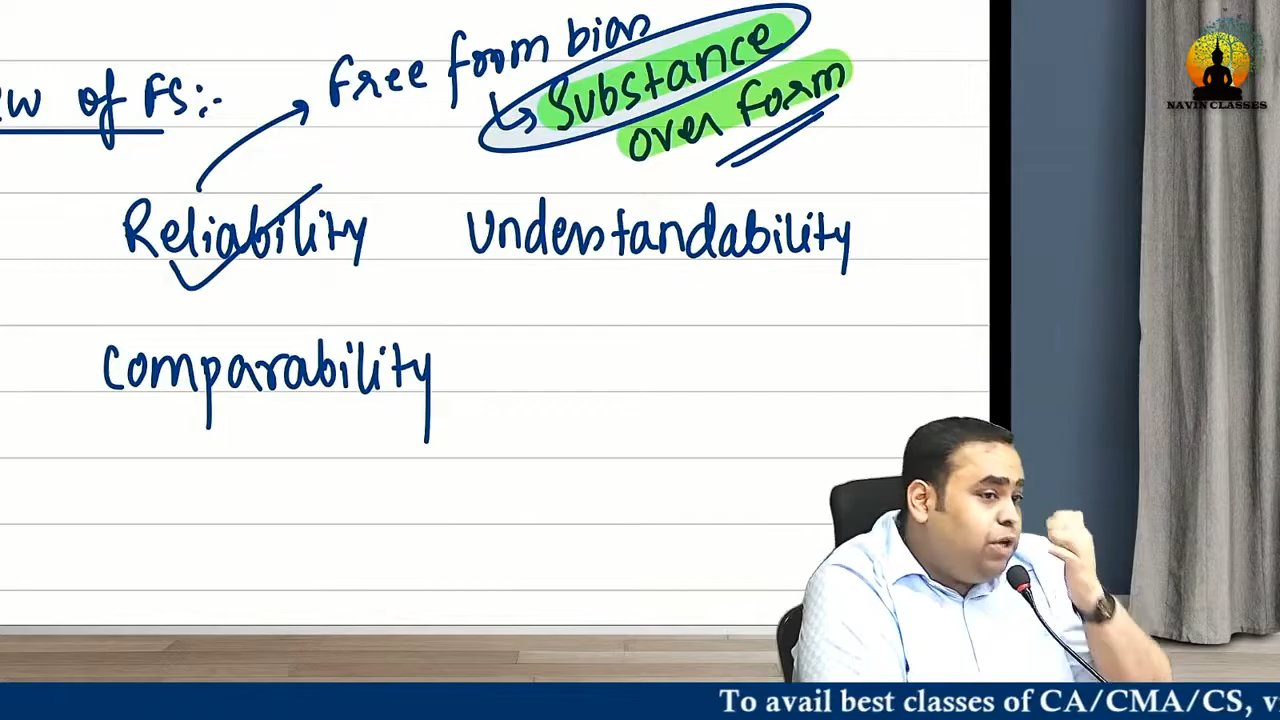 of FS:-
Free from bias
↳ Substance
over form
Reliability
Understandability
Comparability
NAVIN CLASSES
To avail best classes of CA/CMA/CS, v